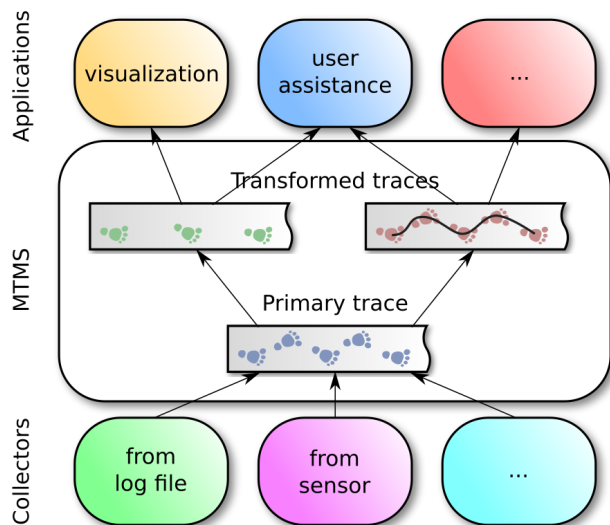 Applications
visualization
user
assistance
...
MTMS
Transformed traces
Primary trace
Collectors
from
log file
from
sensor
...